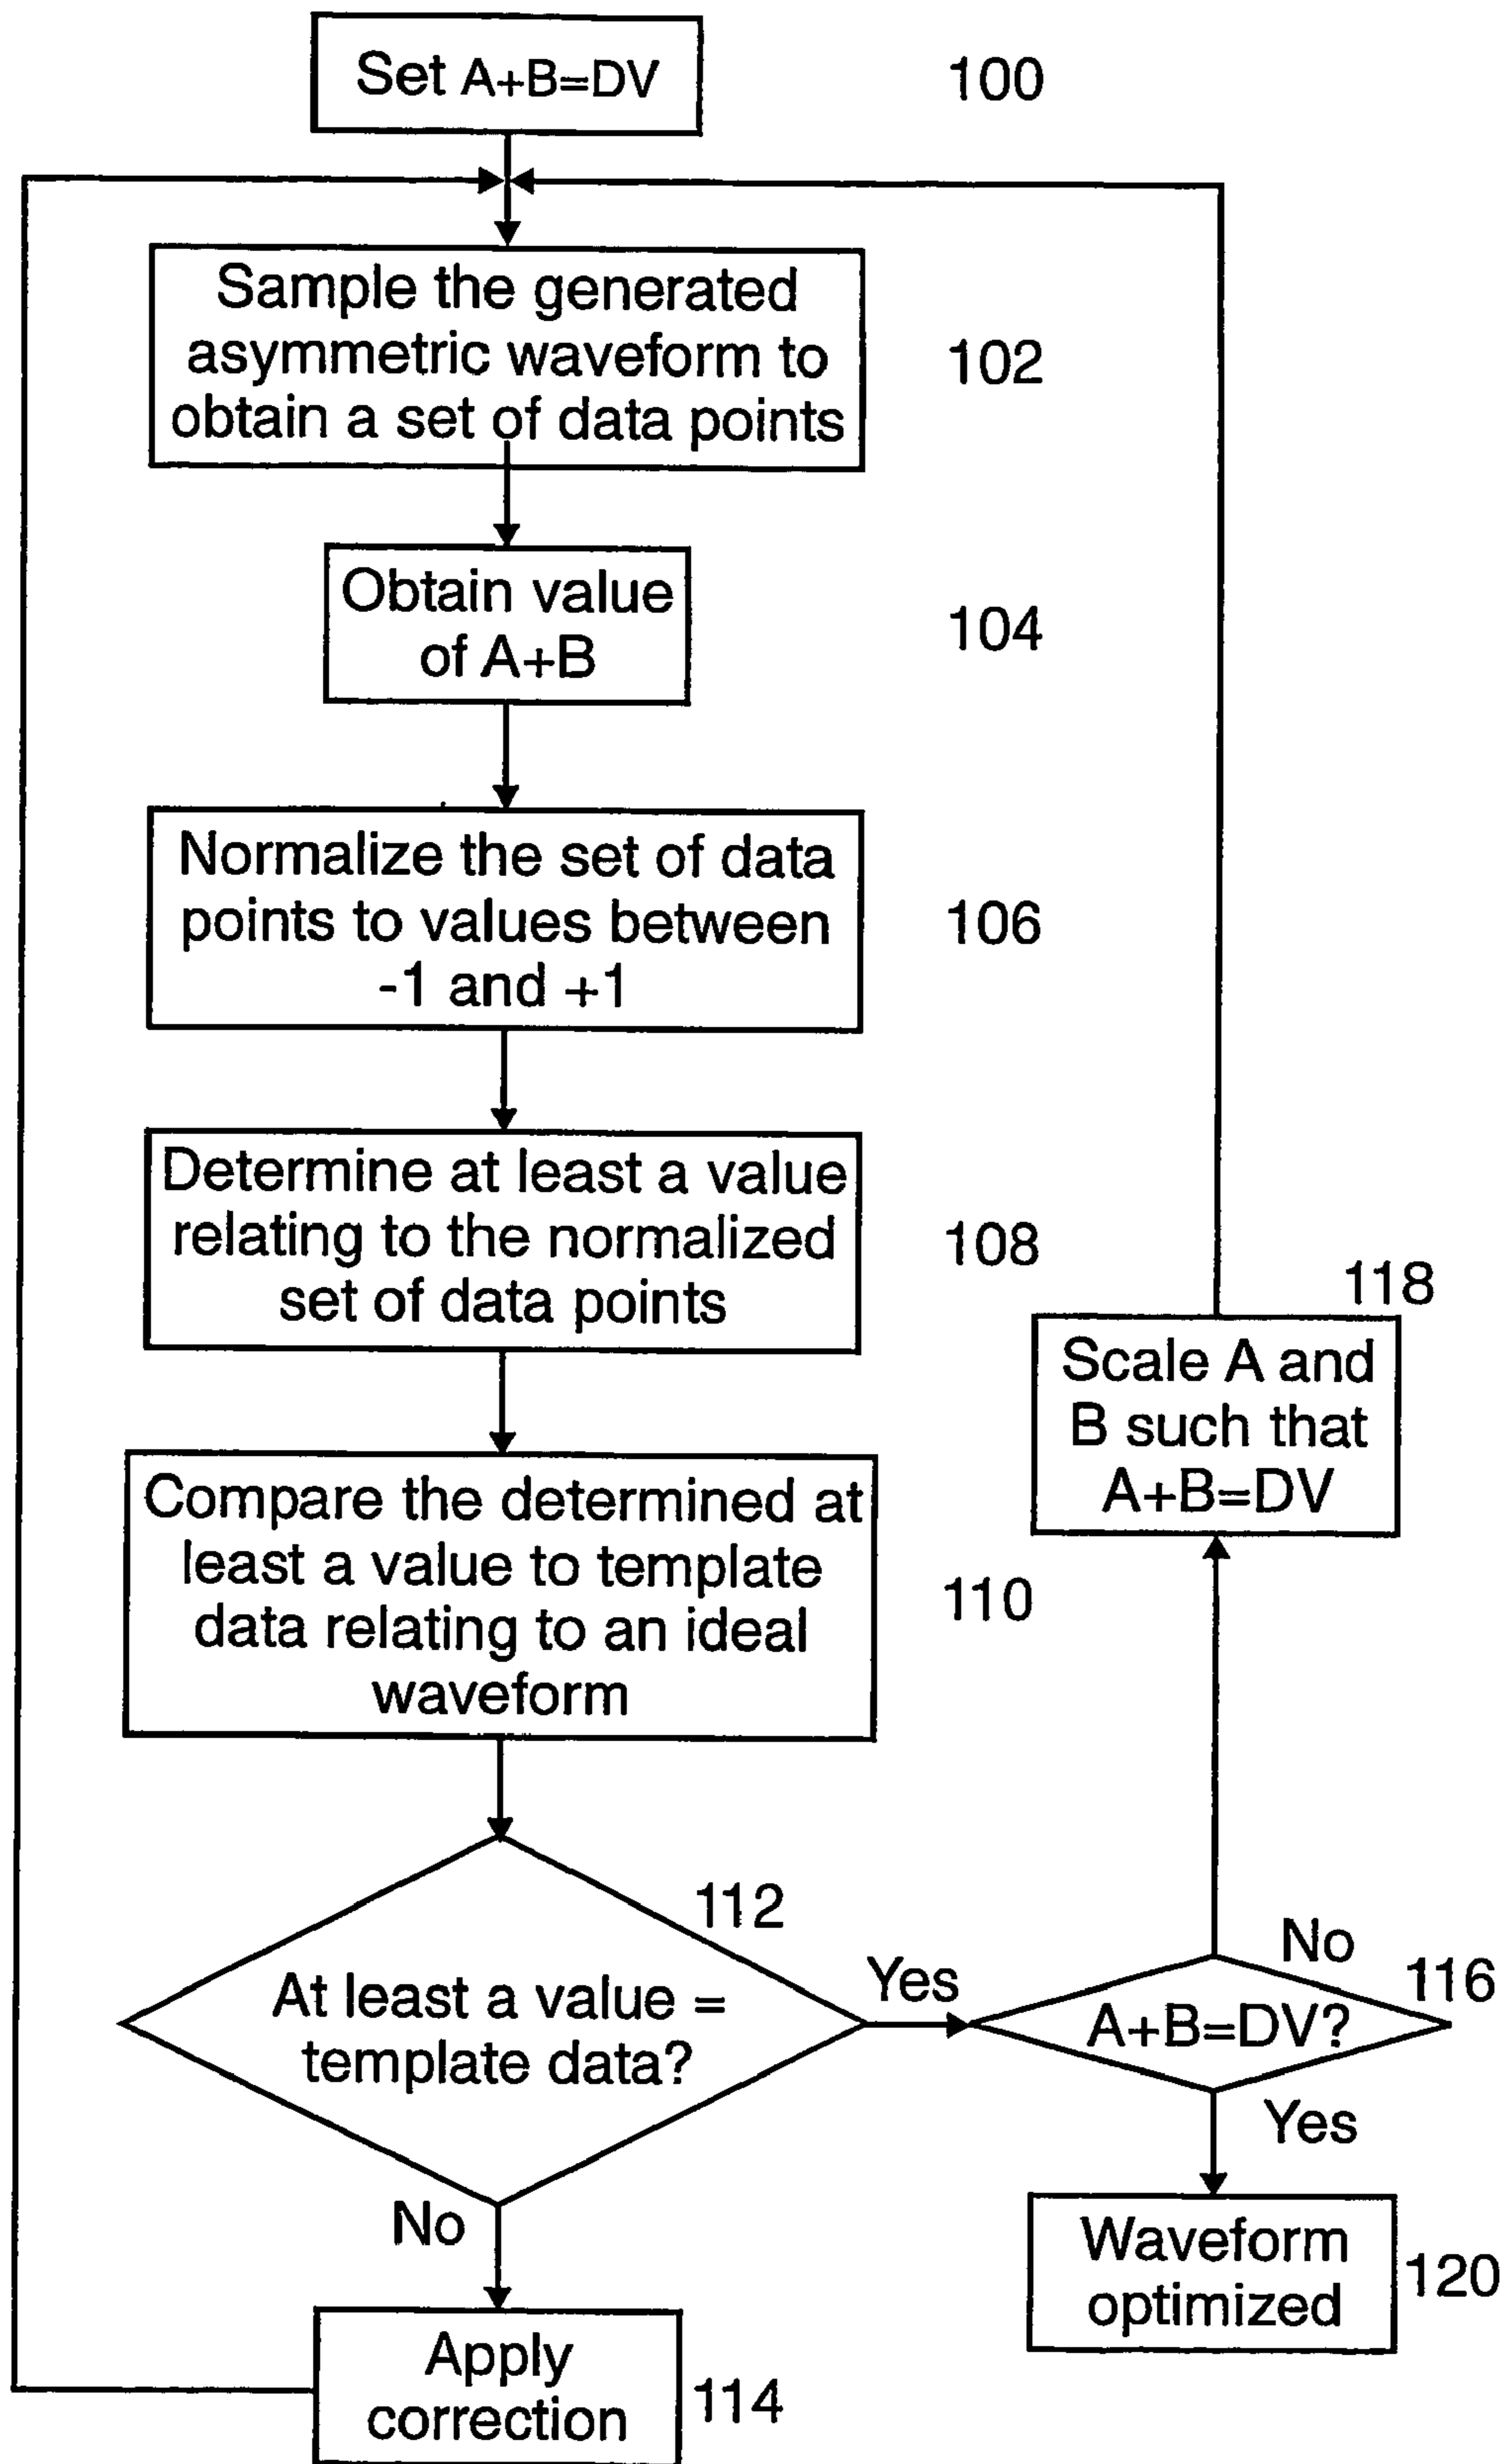 Set A+B=DV
100
Sample the generated
asymmetric waveform to
obtain a set of data points
102
Obtain value
of A+B
104
Normalize the set of data
points to values between
-1 and +1
106
Determine at least a value
relating to the normalized
set of data points
108
118
Scale A and
B such that
A+B=DV
Compare the determined at
least a value to template
data relating to an ideal
waveform
110
112
At least a value =
template data?
Yes
No
116
A+B=DV?
Yes
No
Waveform
optimized
120
Apply
correction
114